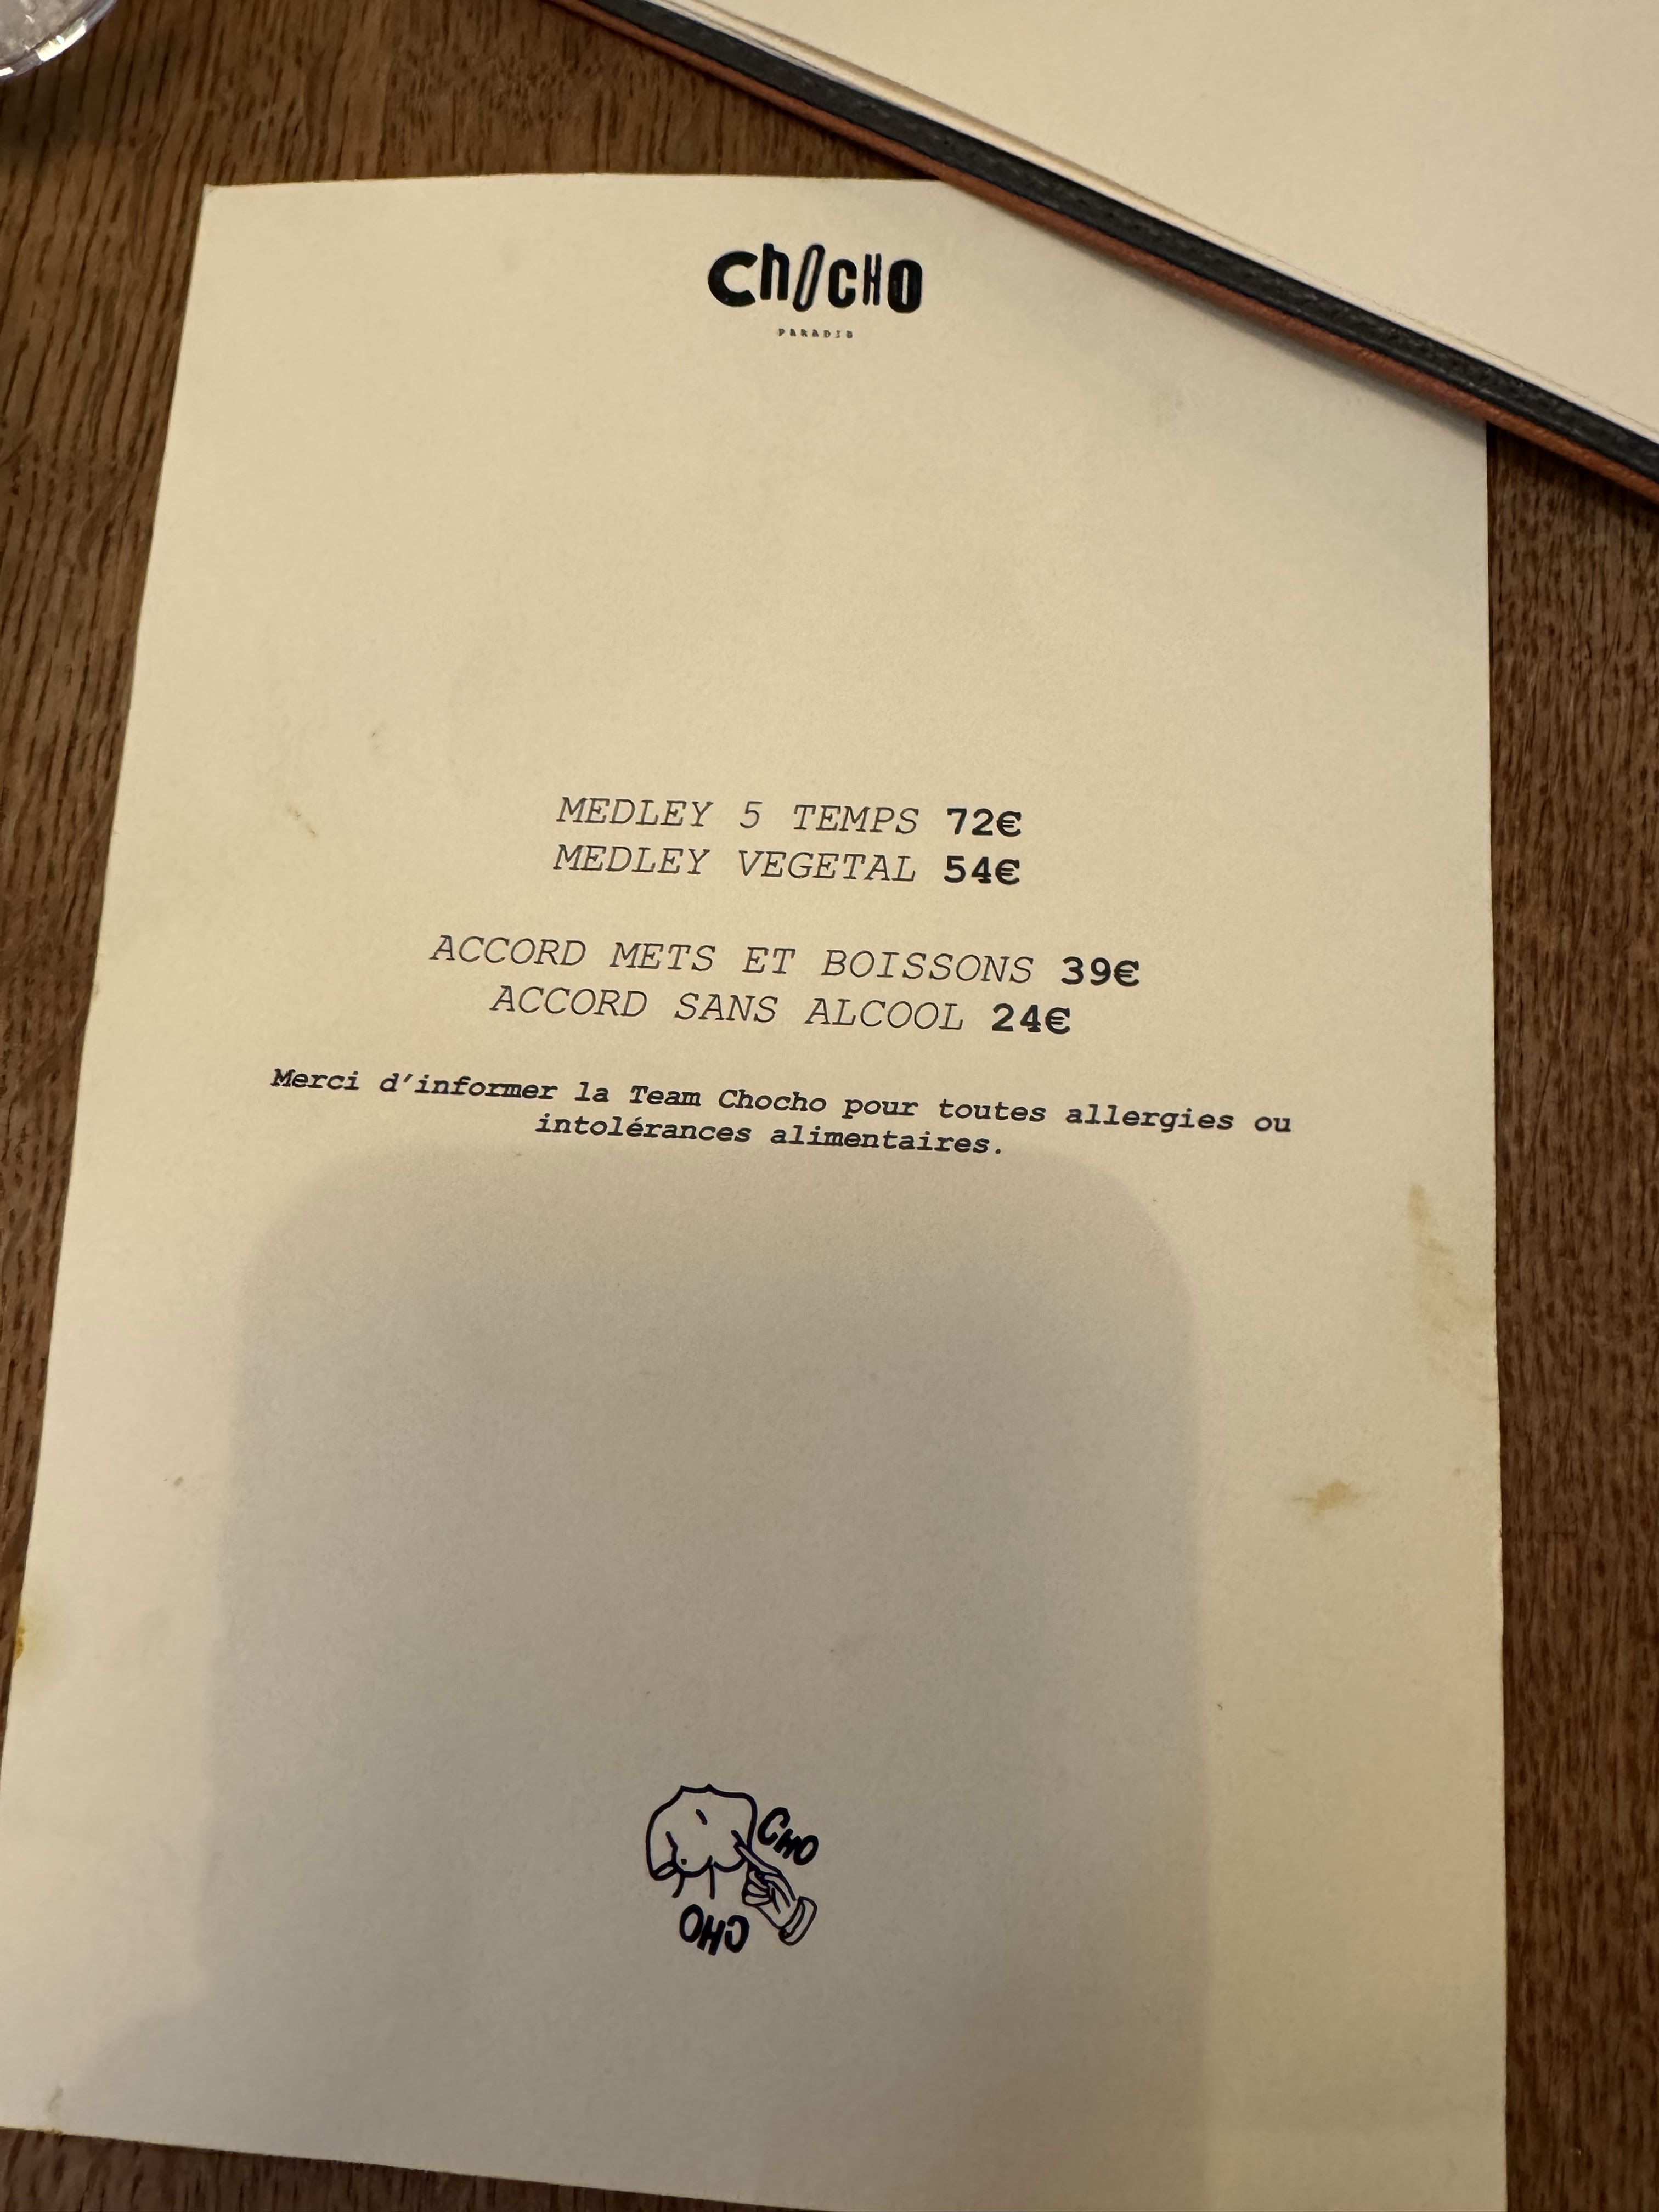 ChOCHO
PARADIS
MEDLEY 5 TEMPS 72€
MEDLEY VEGETAL 54€
ACCORD METS ET BOISSONS 39€
ACCORD SANS ALCOOL 24€
Merci d'informer la Team Chocho pour toutes allergies ou
intolérances alimentaires.
CHO
CHO